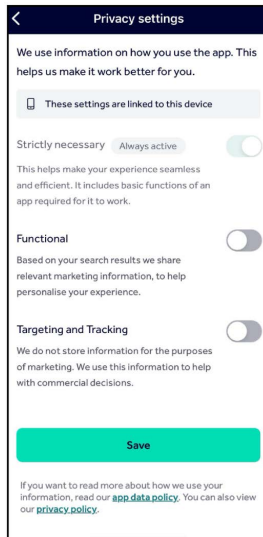 Privacy settings
We use information on how you use the app. This
helps us make it work better for you.
These settings are linked to this device
Strictly necessary Always active
This helps make your experience seamless
and efficient. It includes basic functions of an
app required for it to work.
Functional
Based on your search results we share
relevant marketing information, to help
personalise your experience.
Targeting and Tracking
We do not store information for the purposes
of marketing. We use this information to help
with commercial decisions.
Save
If you want to read more about how we use your
information, read our app data policy. You can also view
our privacy policy.